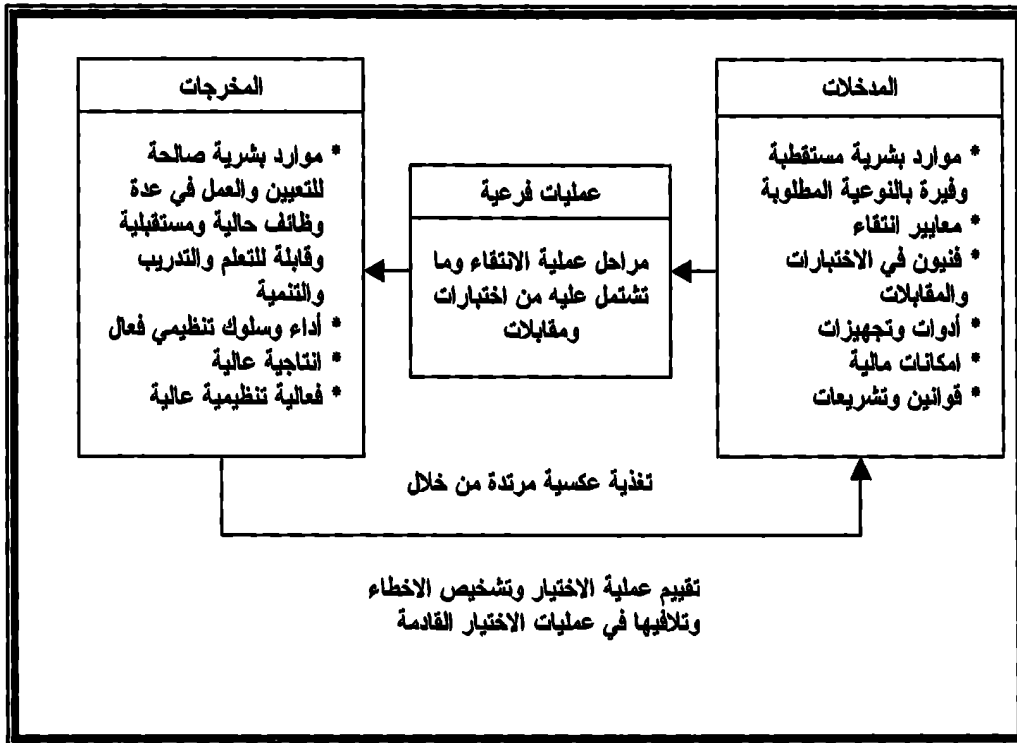 المدخلات
* موارد بشرية مستقطبة
وفيرة بالنوعية المطلوبة
* معايير انتقاء
* فنيون في الاختبارات
والمقابلات
* أدوات وتجهيزات
* امكانات مالية
* قوانين وتشريعات
عمليات فرعية
مراحل عملية الانتقاء وما
تشتمل عليه من اختبارات
ومقابلات
المخرجات
* موارد بشرية صالحة
للتعيين والعمل في عدة
وظائف حالية ومستقبلية
وقابلة للتعلم والتدريب
والتنمية
* أداء وسلوك تنظيمي فعال
* انتاجية عالية
* فعالية تنظيمية عالية
تغذية عكسية مرتدة من خلال
تقييم عملية الاختيار وتشخيص الاخطاء
وتلافيها في عمليات الاختيار القادمة